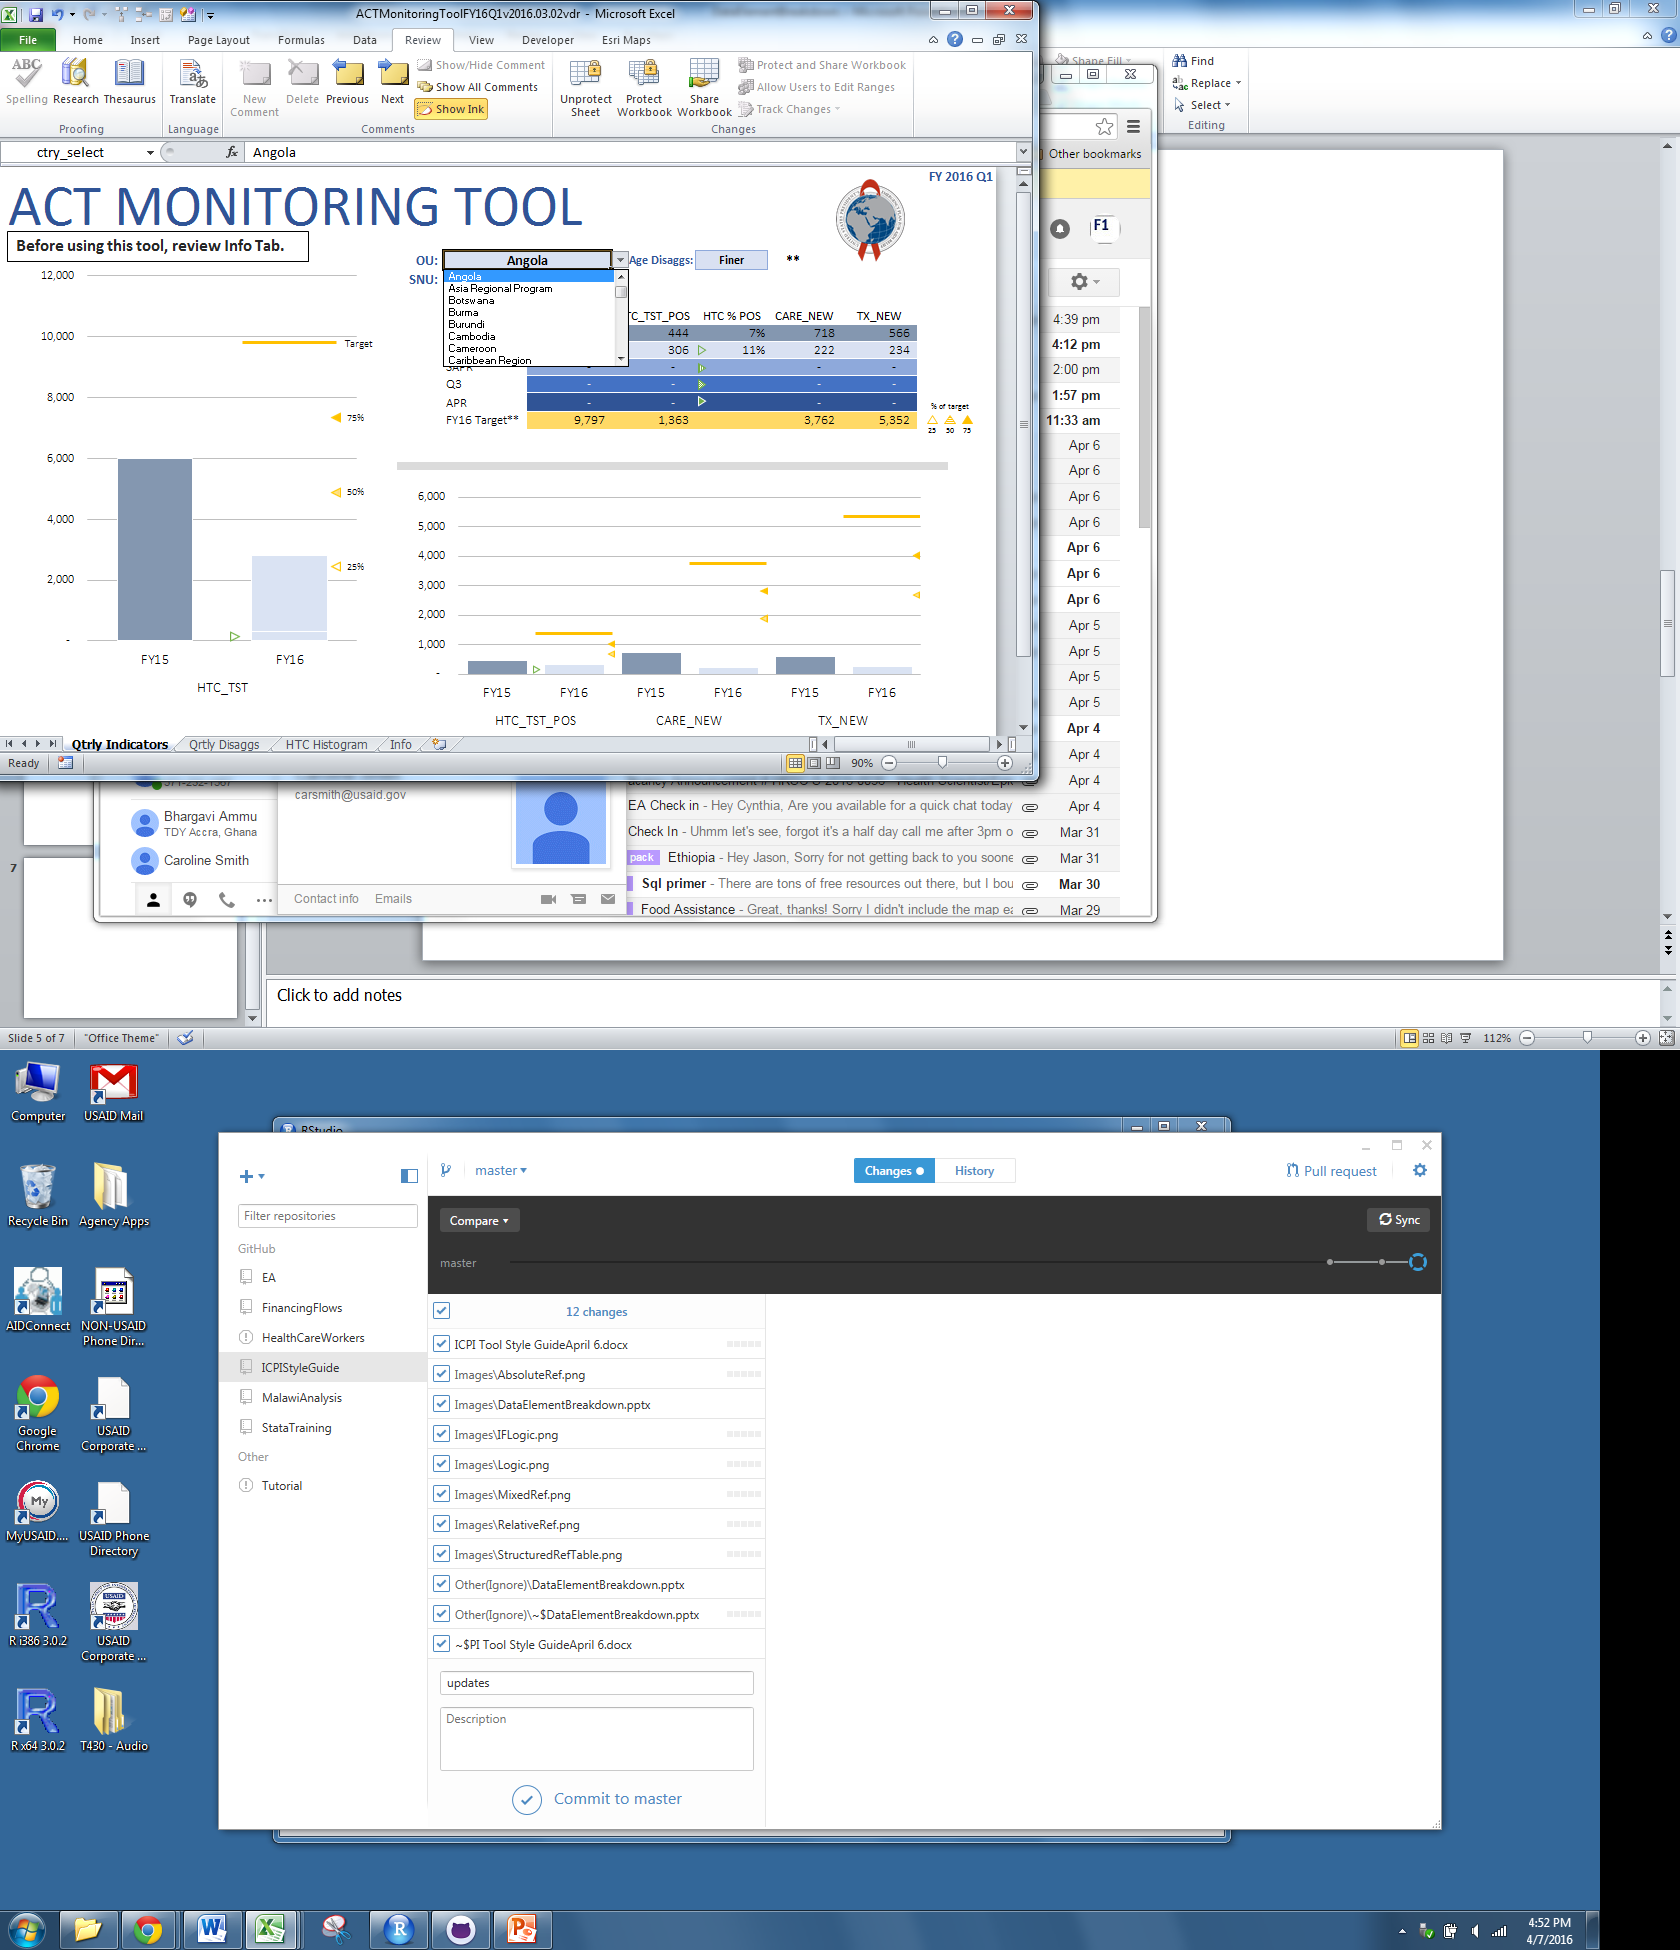 ACTMonitoringToolFY16Q1v2016.03.02vdr - Microsoft Excel
File Home Insert Page Layout Formulas Data Review View Developer Esri Maps
Spelling Research Thesaurus Translate New Comment Delete Previous Next
Show/Hide Comment
Show All Comments
Show Ink
Unprotect Sheet Protect Workbook Share Workbook
Protect and Share Workbook
Allow Users to Edit Ranges
Track Changes
Proofing Language Comments Changes
Shape Fill
Find
Replace
Select
Editing
ctry_select fx Angola
Other bookmarks
FY 2016 Q1
ACT MONITORING TOOL
Before using this tool, review Info Tab.
OU: Angola Age Disaggs: Finer **
SNU:
Angola
Asia Regional Program
Botswana
Burma
Burundi
Cambodia
Cameroon
Caribbean Region
C_TST_POS HTC % POS CARE_NEW TX_NEW
444 7% 718 566
306 11% 222 234
SAPR - - - -
Q3 - - - -
APR - - - -
FY16 Target** 9,797 1,363 3,762 5,352
% of target
25 50 75
12,000
10,000
8,000
6,000
4,000
2,000
-
Target
75%
50%
25%
FY15 FY16
HTC_TST
6,000
5,000
4,000
3,000
2,000
1,000
-
FY15 FY16 FY15 FY16 FY15 FY16
HTC_TST_POS CARE_NEW TX_NEW
Qtrly Indicators Qrtly Disaggs HTC Histogram Info
Ready 90%
F1
4:39 pm
4:12 pm
2:00 pm
1:57 pm
11:33 am
Apr 6
Apr 6
Apr 6
Apr 6
Apr 6
Apr 6
Apr 6
Apr 5
Apr 5
Apr 5
Apr 5
Apr 4
Apr 4
Apr 4
EA Check in - Hey Cynthia, Are you available for a quick chat today Apr 4
Check In - Uhmm let's see, forgot it's a half day call me after 3pm o Mar 31
pack Ethiopia - Hey Jason, Sorry for not getting back to you soone Mar 31
Sql primer - There are tons of free resources out there, but I bou Mar 30
Food Assistance - Great, thanks! Sorry I didn't include the map ea Mar 29
carsmith@usaid.gov
Bhargavi Ammu
TDY Accra, Ghana
Caroline Smith
Contact info Emails
7
Click to add notes
Slide 5 of 7 "Office Theme" 112%
Computer
USAID Mail
Recycle Bin
Agency Apps
AIDConnect
NON-USAID Phone Dir...
Google Chrome
USAID Corporate ...
MyUSAID....
USAID Phone Directory
R i386 3.0.2
USAID Corporate ...
R x64 3.0.2
T430 - Audio
RStudio
master Changes History Pull request
Filter repositories
Compare Sync
master
GitHub
EA
FinancingFlows
HealthCareWorkers
ICPIStyleGuide
MalawiAnalysis
StataTraining
Other
Tutorial
12 changes
ICPI Tool Style GuideApril 6.docx
Images\AbsoluteRef.png
Images\DataElementBreakdown.pptx
Images\IFLogic.png
Images\Logic.png
Images\MixedRef.png
Images\RelativeRef.png
Images\StructuredRefTable.png
Other(Ignore)\DataElementBreakdown.pptx
Other(Ignore)\~$DataElementBreakdown.pptx
~$PI Tool Style GuideApril 6.docx
updates
Description
Commit to master
4:52 PM
4/7/2016